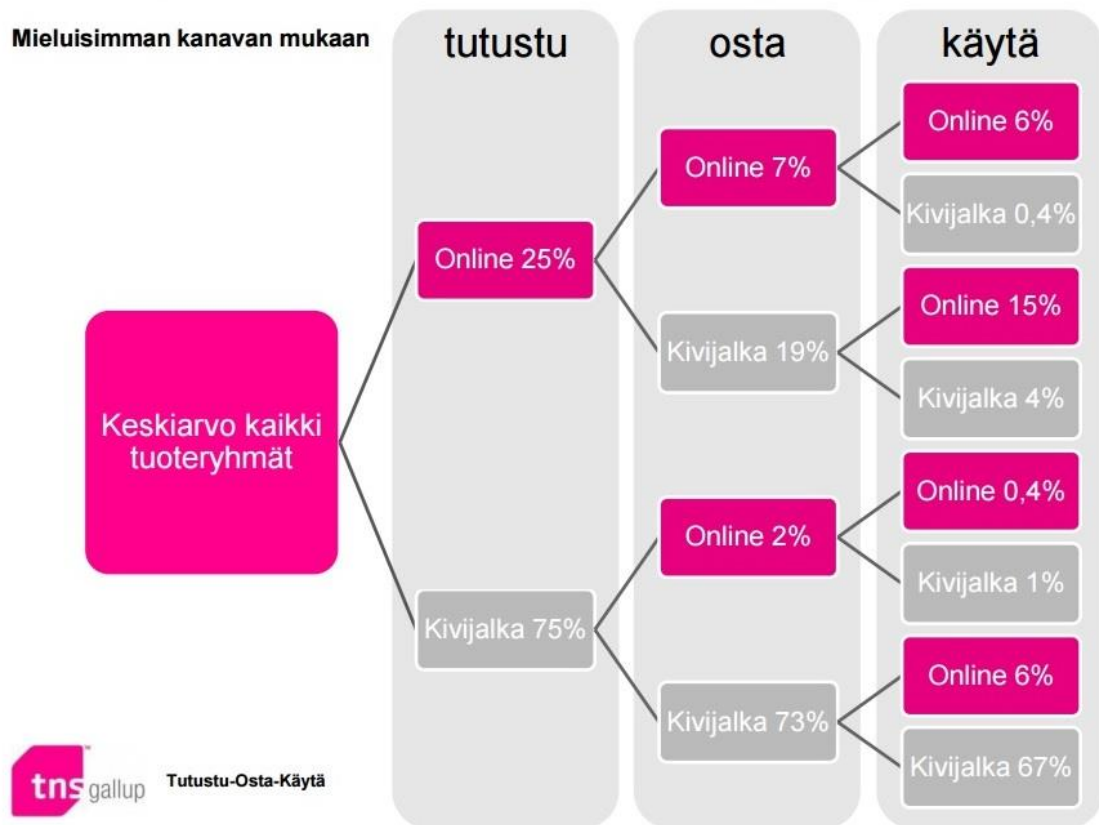 Mieluisimman kanavan mukaan
tutustu
osta
käytä
Online 6%
Online 7%
Kivijalka 0,4%
Online 25%
Online 15%
Kivijalka 19%
Kivijalka 4%
Keskiarvo kaikki
tuoteryhmät
Online 0,4%
Online 2%
Kivijalka 1%
Kivijalka 75%
Online 6%
Kivijalka 73%
Kivijalka 67%
tns gallup
Tutustu-Osta-Käytä